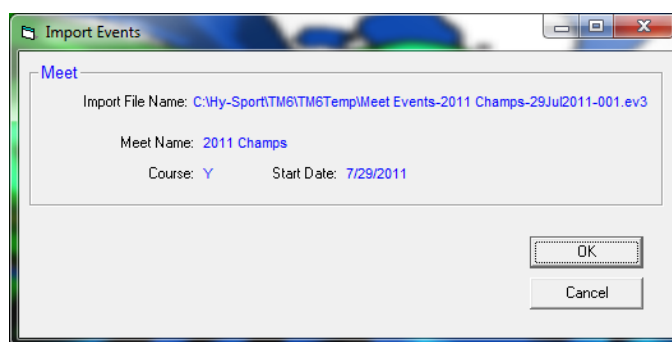 Import Events
Meet
Import File Name: C:\Hy-Sport\TM6\TM6Temp\Meet Events-2011 Champs-29Jul2011-001.ev3
Meet Name: 2011 Champs
Course: Y Start Date: 7/29/2011
OK
Cancel